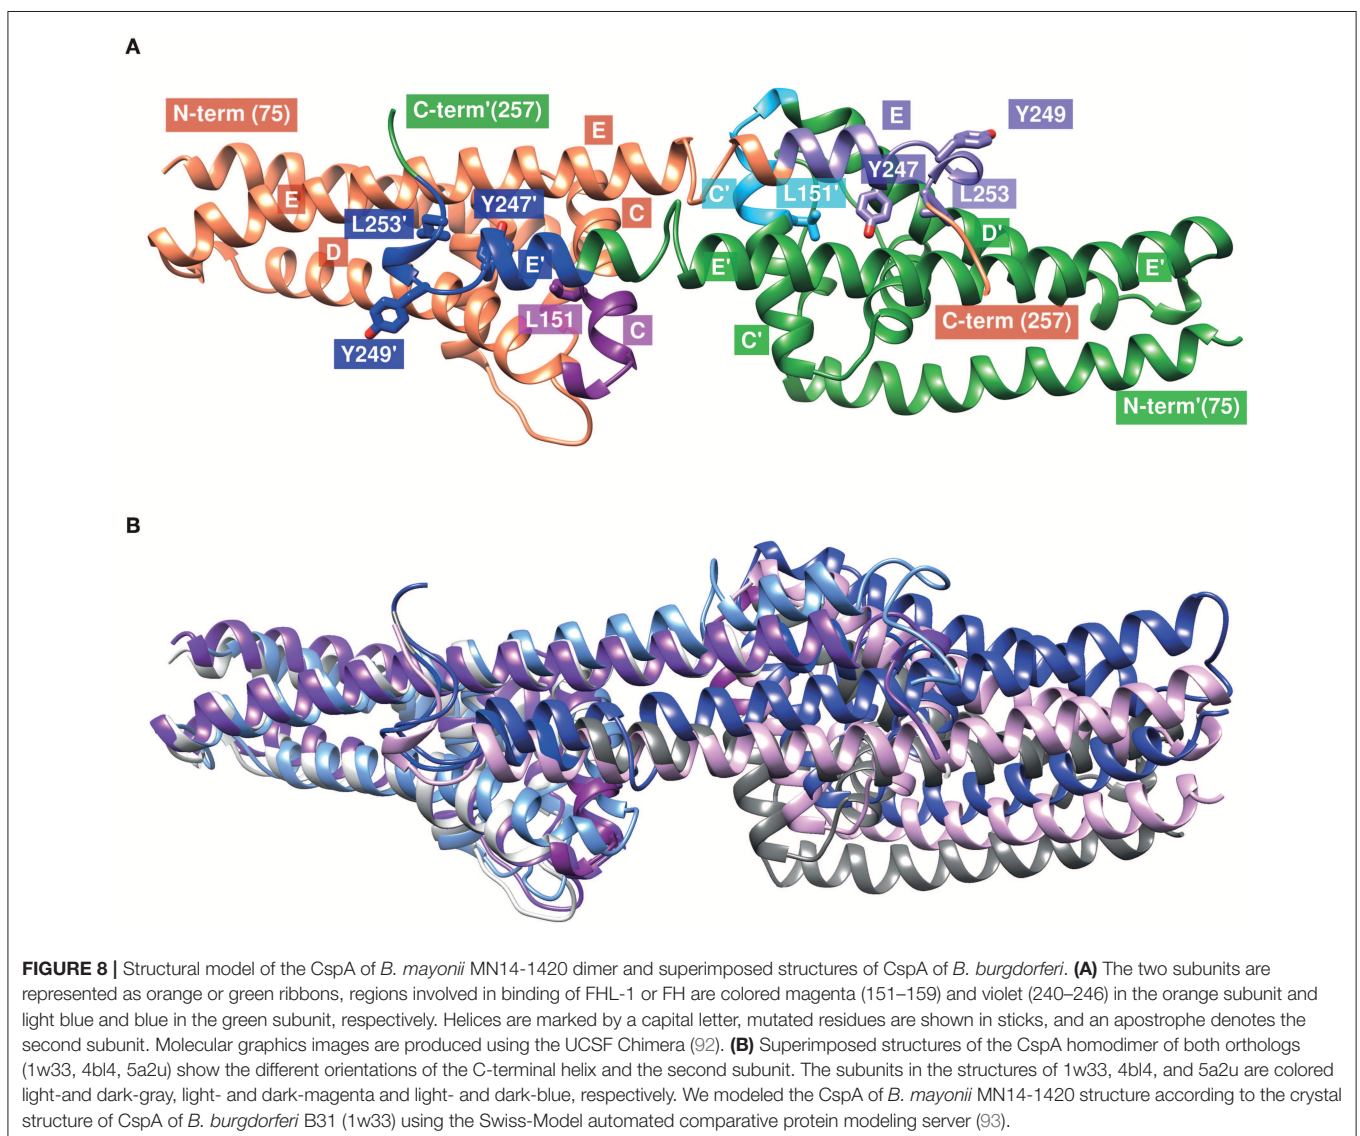 A
N-term (75)
C-term'(257)
E
E
Y249
Y247
C'
L151'
L253
E
L253'
Y247'
C
D
E'
D'
E'
E'
L151
C
C-term (257)
Y249'
C'
N-term'(75)
B
FIGURE 8 | Structural model of the CspA of B. mayonii MN14-1420 dimer and superimposed structures of CspA of B. burgdorferi. (A) The two subunits are
represented as orange or green ribbons, regions involved in binding of FHL-1 or FH are colored magenta (151–159) and violet (240–246) in the orange subunit and
light blue and blue in the green subunit, respectively. Helices are marked by a capital letter, mutated residues are shown in sticks, and an apostrophe denotes the
second subunit. Molecular graphics images are produced using the UCSF Chimera (92). (B) Superimposed structures of the CspA homodimer of both orthologs
(1w33, 4bl4, 5a2u) show the different orientations of the C-terminal helix and the second subunit. The subunits in the structures of 1w33, 4bl4, and 5a2u are colored
light-and dark-gray, light- and dark-magenta and light- and dark-blue, respectively. We modeled the CspA of B. mayonii MN14-1420 structure according to the crystal
structure of CspA of B. burgdorferi B31 (1w33) using the Swiss-Model automated comparative protein modeling server (93).